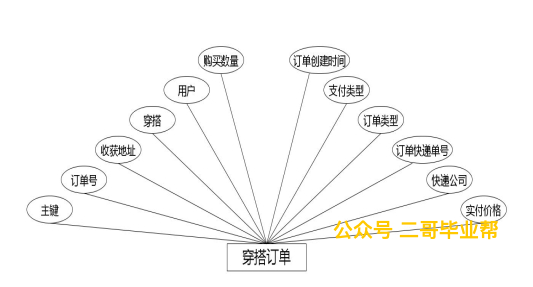 购买数量
订单创建时间
用户
支付类型
穿搭
订单类型
收获地址
订单快递单号
订单号
快递公司
主键
实付价格
公众号 二哥毕业帮
穿搭订单